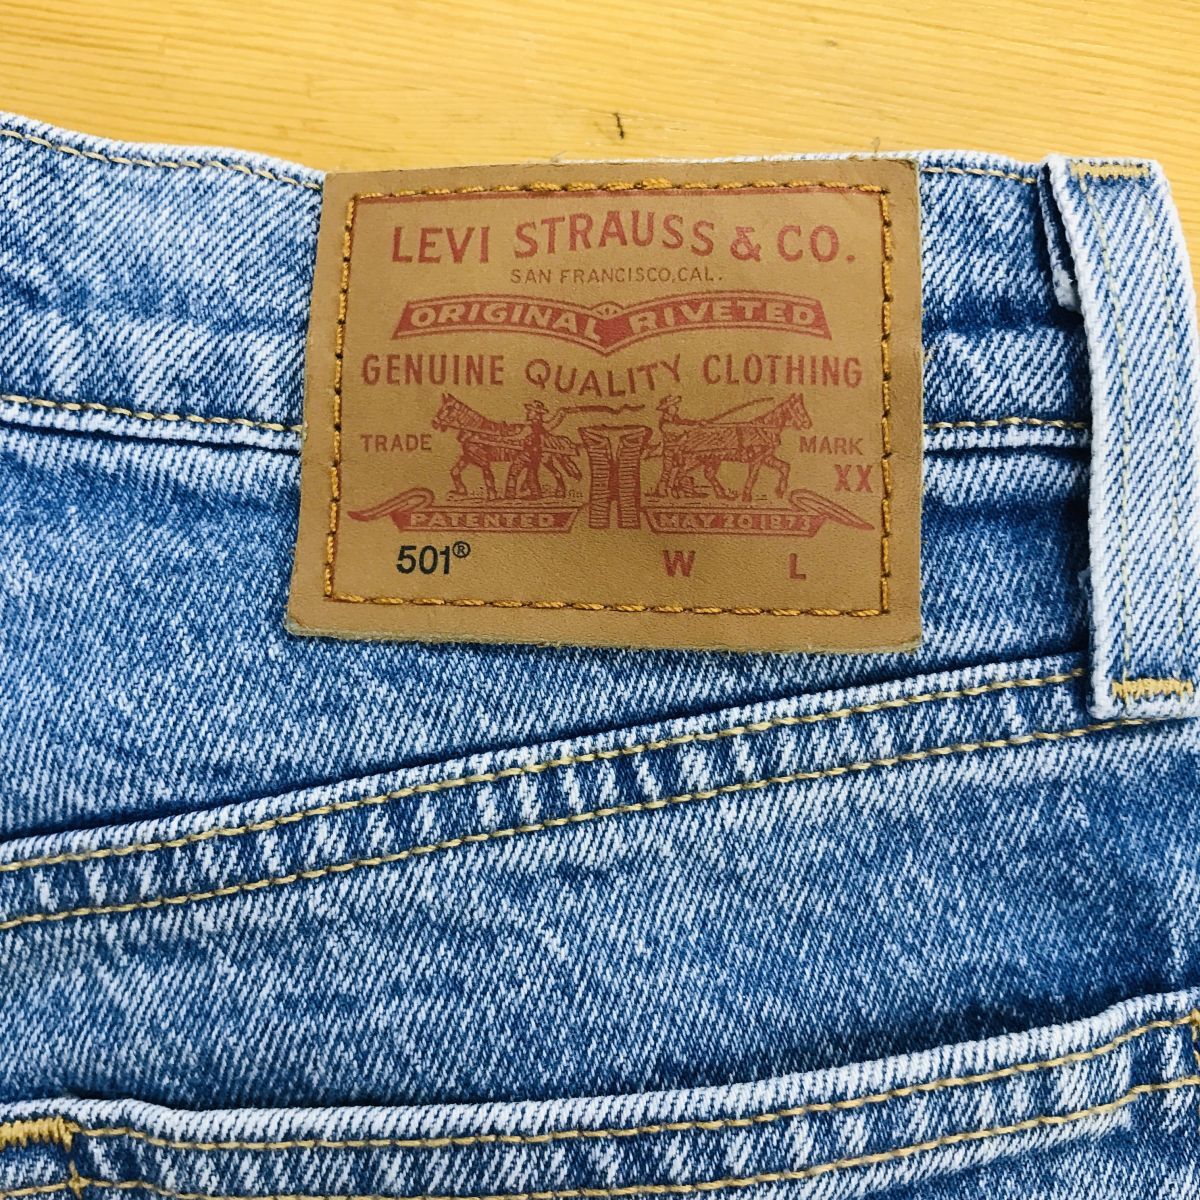 LEVI STRAUSS & CO.
SAN FRANCISCO, CAL.
ORIGINAL RIVETED
GENUINE QUALITY CLOTHING
TRADE MARK
XX
PATENTED MAY 20 1873
501® W L